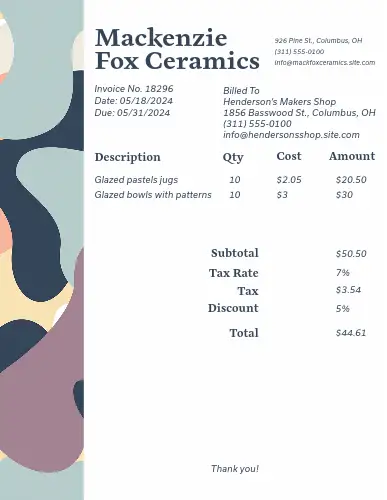 Mackenzie
Fox Ceramics
926 Pine St., Columbus, OH
(111) 555-0100
info@mackfoxceramics.site.com
Invoice No. 18296
Date: 05/18/2024
Due: 05/31/2024
Billed To
Henderson's Makers Shop
1856 Basswood St., Columbus, OH
(111) 555-0100
info@hendersonsshop.site.com
Description Qty Cost Amount
Glazed pastels jugs 10 $2.05 $20.50
Glazed bowls with patterns 10 $3 $30
Subtotal $50.50
Tax Rate 7%
Tax $3.54
Discount 5%
Total $44.61
Thank you!